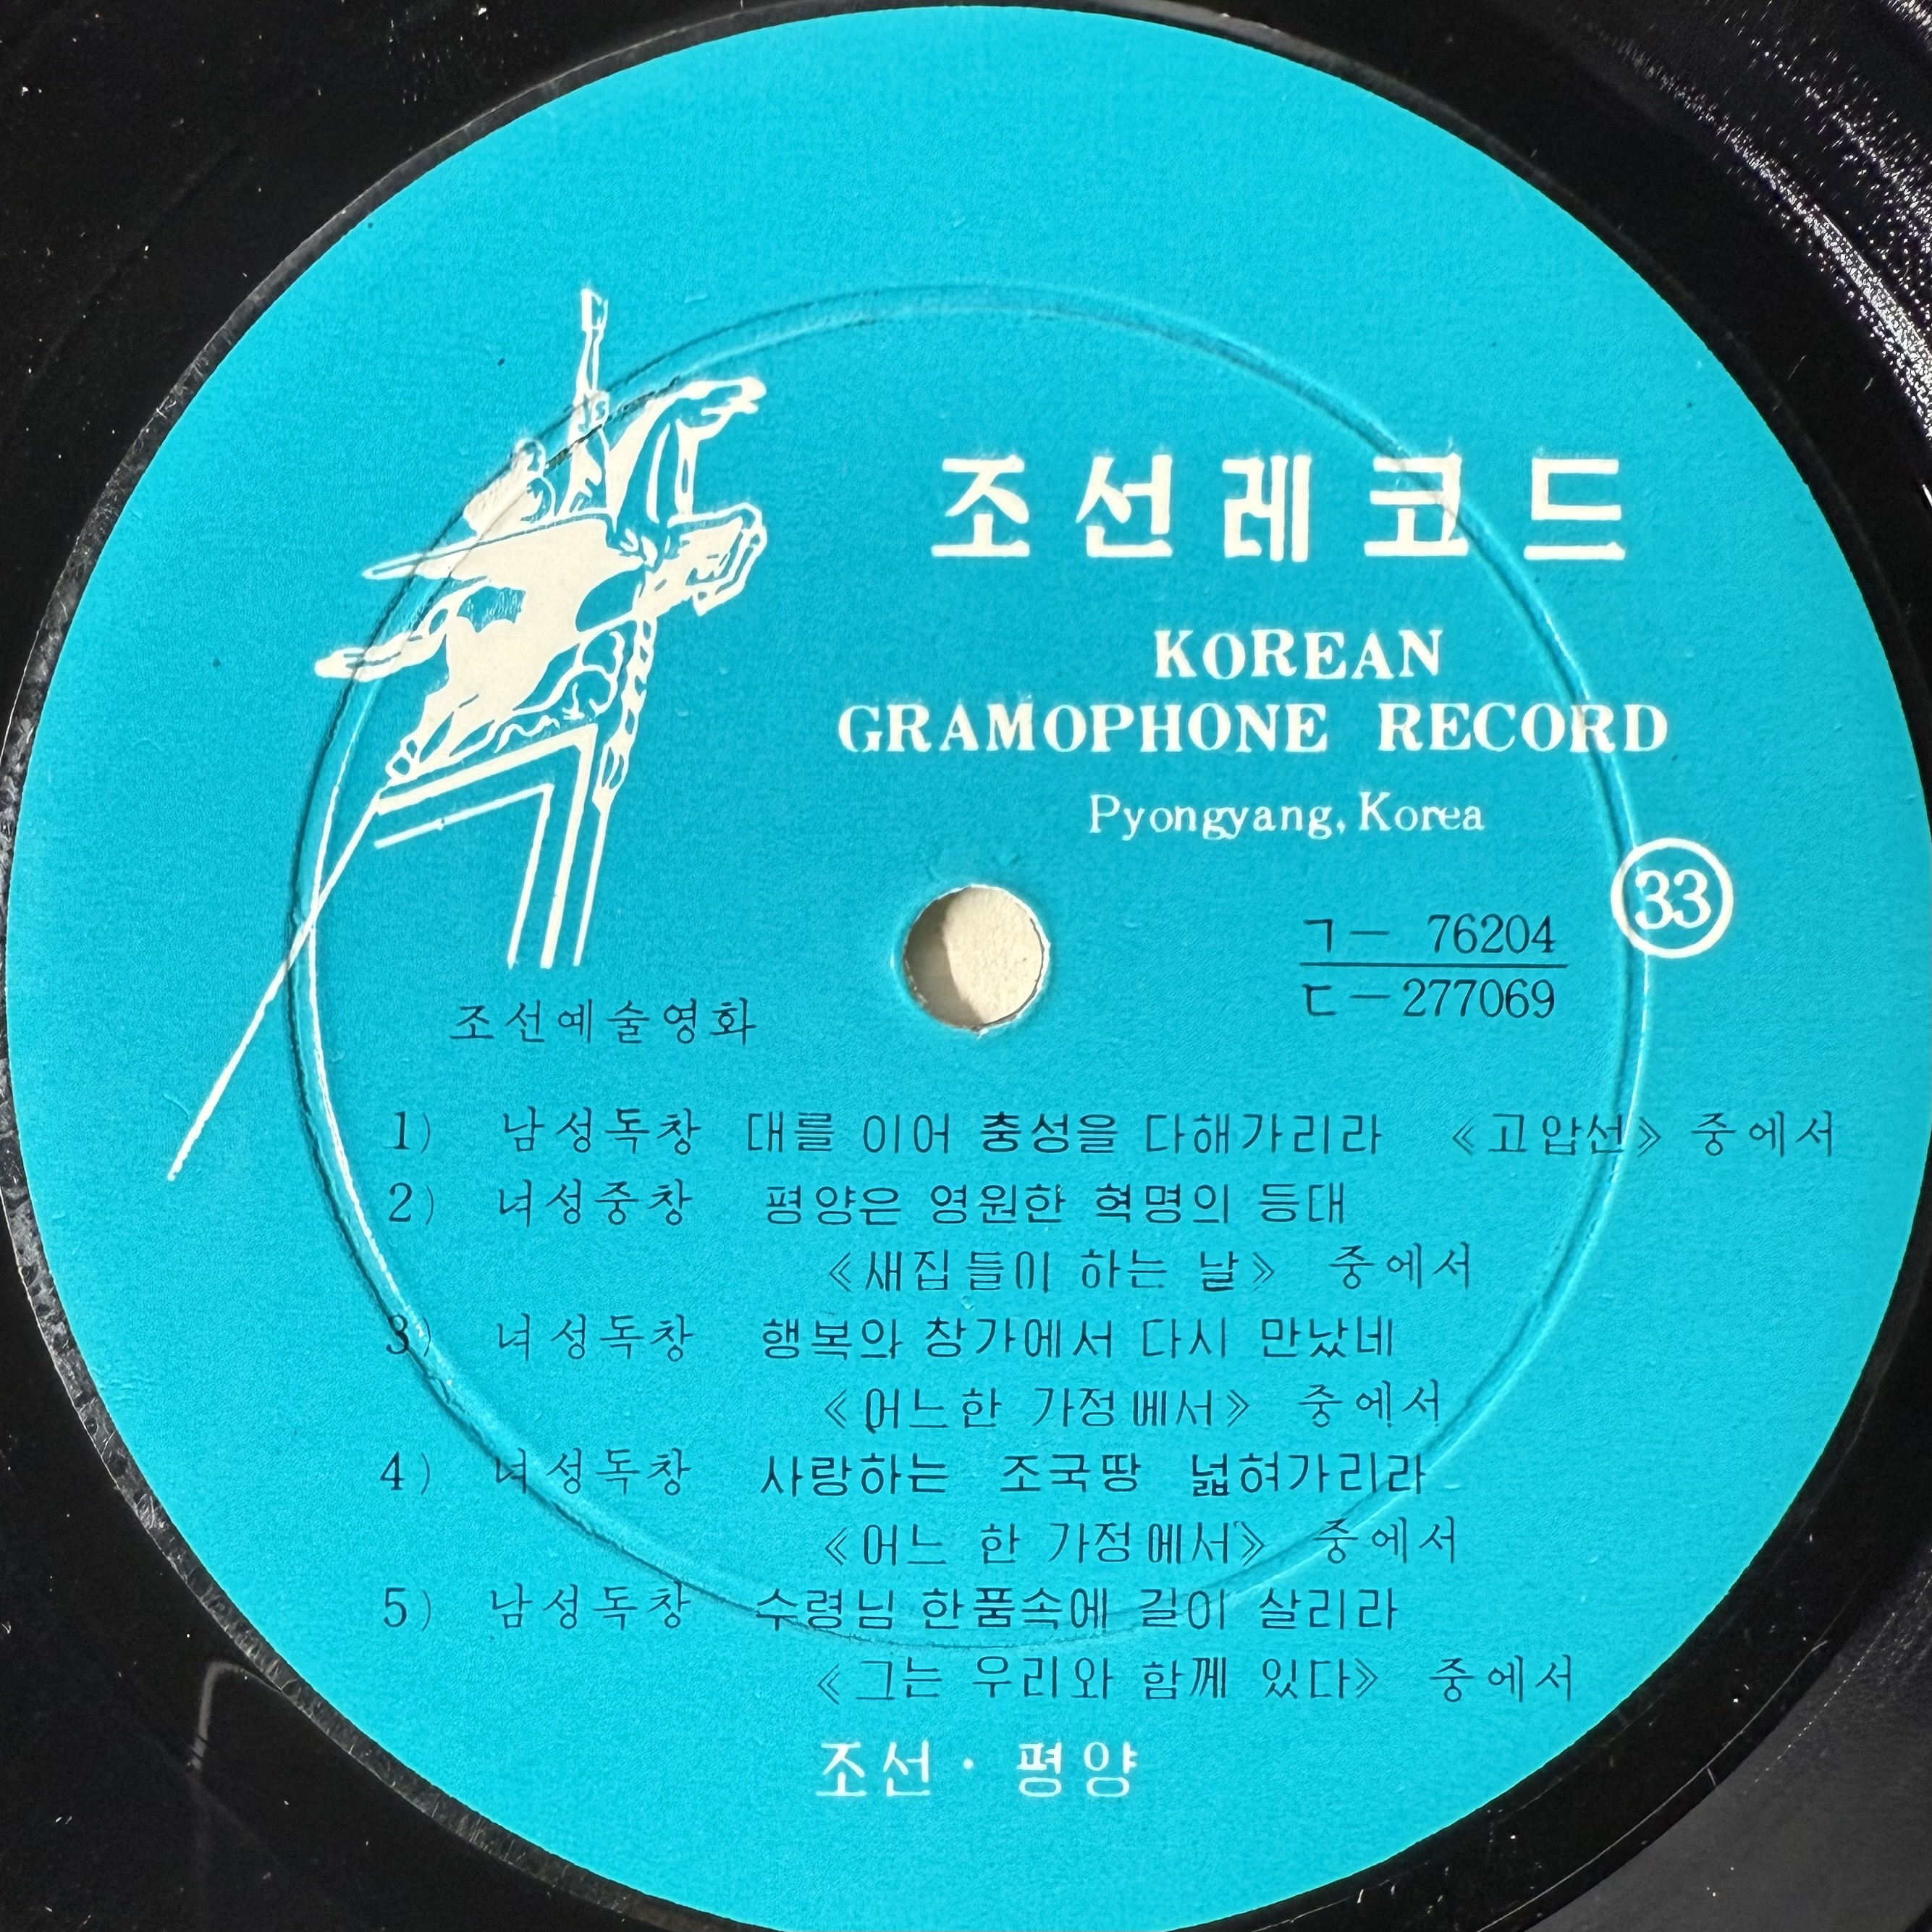 조선레코드
KOREAN
GRAMOPHONE RECORD
Pyongyang, Korea
33
ㄱ— 76204
ㄷ—277069
조선예술영화
1) 남성독창 대를 이어 충성을 다해가리라 《고압선》 중에서
2) 녀성중창 평양은 영원한 혁명의 등대
《새집들이 하는 날》 중에서
3) 녀성독창 행복의 창가에서 다시 만났네
《어느한 가정에서》 중에서
4) 녀성독창 사랑하는 조국땅 넓혀가리라
《어느 한 가정에서》 중에서
5) 남성독창 수령님 한품속에 길이 살리라
《그는 우리와 함께 있다》 중에서
조선·평양